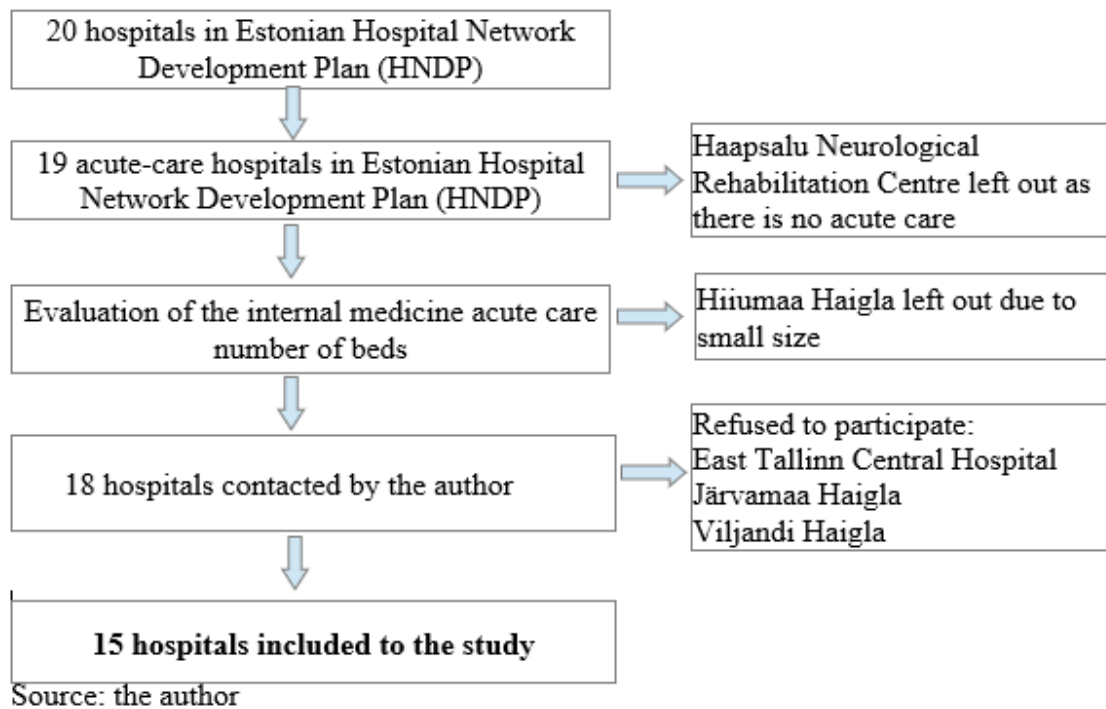 20 hospitals in Estonian Hospital Network
Development Plan (HNDP)
19 acute-care hospitals in Estonian Hospital
Network Development Plan (HNDP)
Haapsalu Neurological
Rehabilitation Centre left out as
there is no acute care
Evaluation of the internal medicine acute care
number of beds
Hiiumaa Haigla left out due to
small size
18 hospitals contacted by the author
Refused to participate:
East Tallinn Central Hospital
Järvamaa Haigla
Viljandi Haigla
15 hospitals included to the study
Source: the author